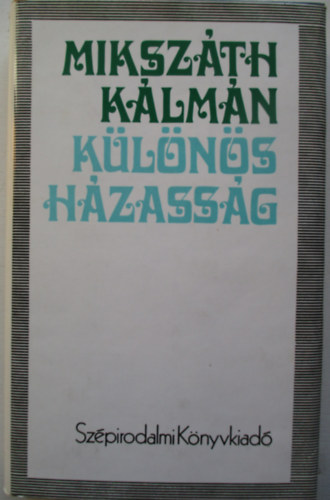 MIKSZÁTH
KÁLMÁN
KÜLÖNÖS
HÁZASSÁG
Szépirodalmi Könyvkiadó